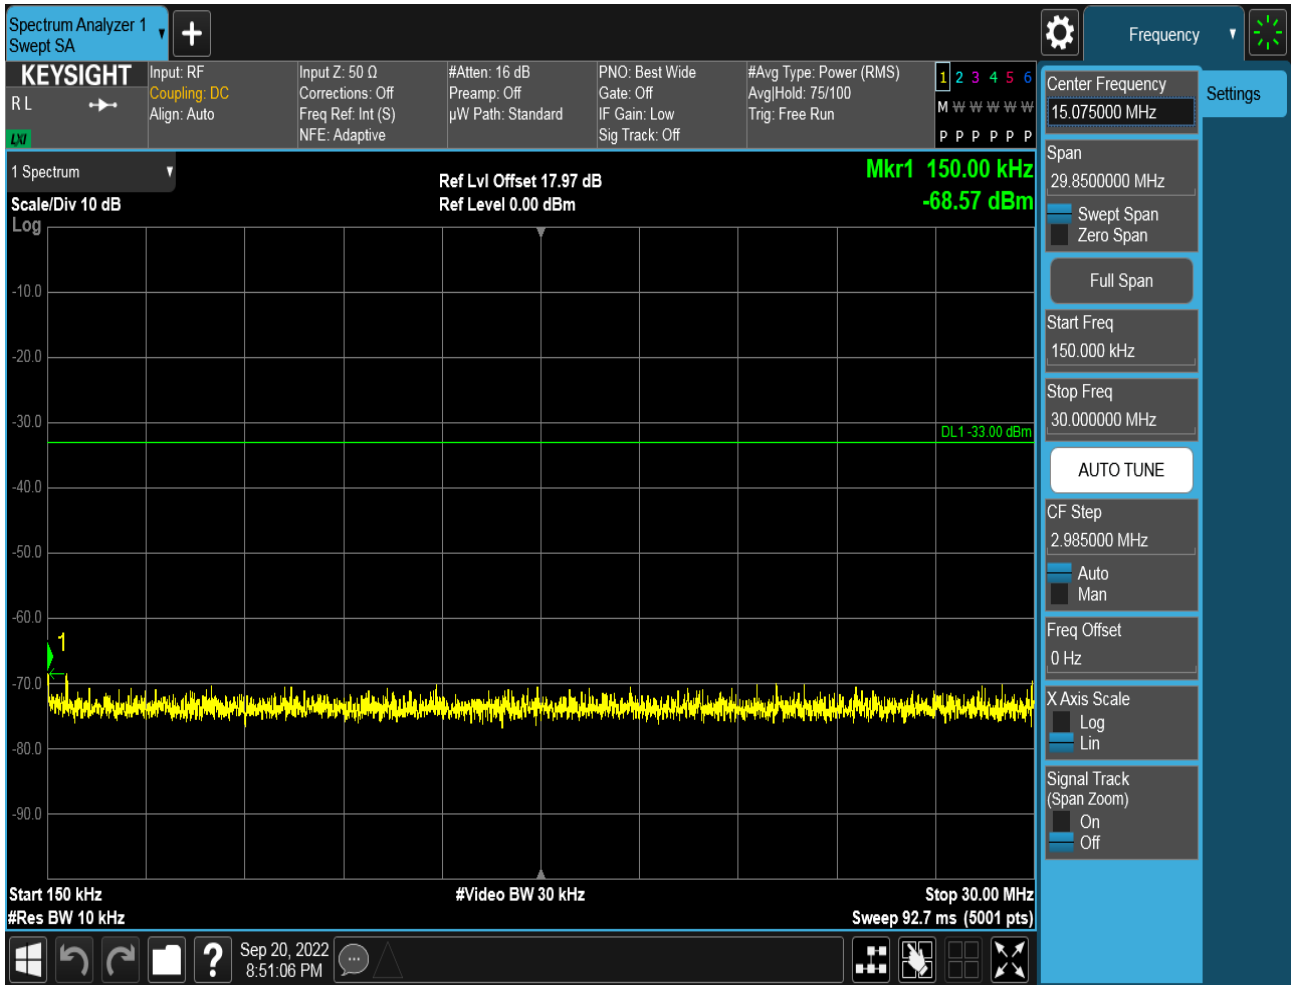 Spectrum Analyzer 1
Swept SA
+
Frequency
KEYSIGHT
R L
LXI
Input: RF
Coupling: DC
Align: Auto
Input Z: 50 Ω
Corrections: Off
Freq Ref: Int (S)
NFE: Adaptive
#Atten: 16 dB
Preamp: Off
µW Path: Standard
PNO: Best Wide
Gate: Off
IF Gain: Low
Sig Track: Off
#Avg Type: Power (RMS)
Avg|Hold: 75/100
Trig: Free Run
1 2 3 4 5 6
M W W W W W
P P P P P P
1 Spectrum
Scale/Div 10 dB
Log
Ref Lvl Offset 17.97 dB
Ref Level 0.00 dBm
Mkr1 150.00 kHz
-68.57 dBm
-10.0
-20.0
-30.0
DL1 -33.00 dBm
-40.0
-50.0
-60.0
1
-70.0
-80.0
-90.0
Start 150 kHz
#Video BW 30 kHz
Stop 30.00 MHz
#Res BW 10 kHz
Sweep 92.7 ms (5001 pts)
?
Sep 20, 2022
8:51:06 PM
Center Frequency
15.075000 MHz
Settings
Span
29.8500000 MHz
Swept Span
Zero Span
Full Span
Start Freq
150.000 kHz
Stop Freq
30.000000 MHz
AUTO TUNE
CF Step
2.985000 MHz
Auto
Man
Freq Offset
0 Hz
X Axis Scale
Log
Lin
Signal Track
(Span Zoom)
On
Off